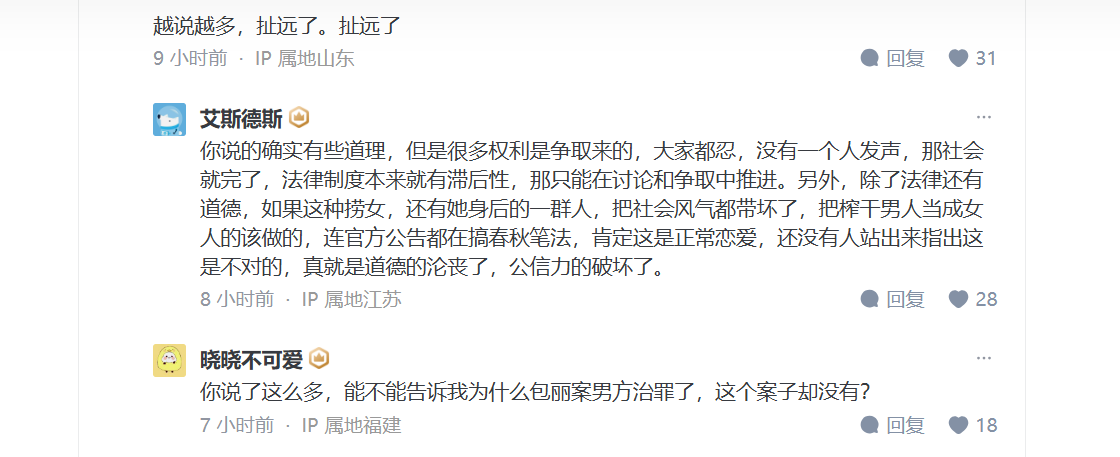 越说越多，扯远了。扯远了
9 小时前 · IP 属地山东
回复 31
艾斯德斯
你说的确实有些道理，但是很多权利是争取来的，大家都忍，没有一个人发声，那社会
就完了，法律制度本来就有滞后性，那只能在讨论和争取中推进。另外，除了法律还有
道德，如果这种捞女，还有她身后的一群人，把社会风气都带坏了，把榨干男人当成女
人的该做的，连官方公告都在搞春秋笔法，肯定这是正常恋爱，还没有人站出来指出这
是不对的，真就是道德的沦丧了，公信力的破坏了。
8 小时前 · IP 属地江苏
回复 28
晓晓不可爱
你说了这么多，能不能告诉我为什么包丽案男方治罪了，这个案子却没有？
7 小时前 · IP 属地福建
回复 18